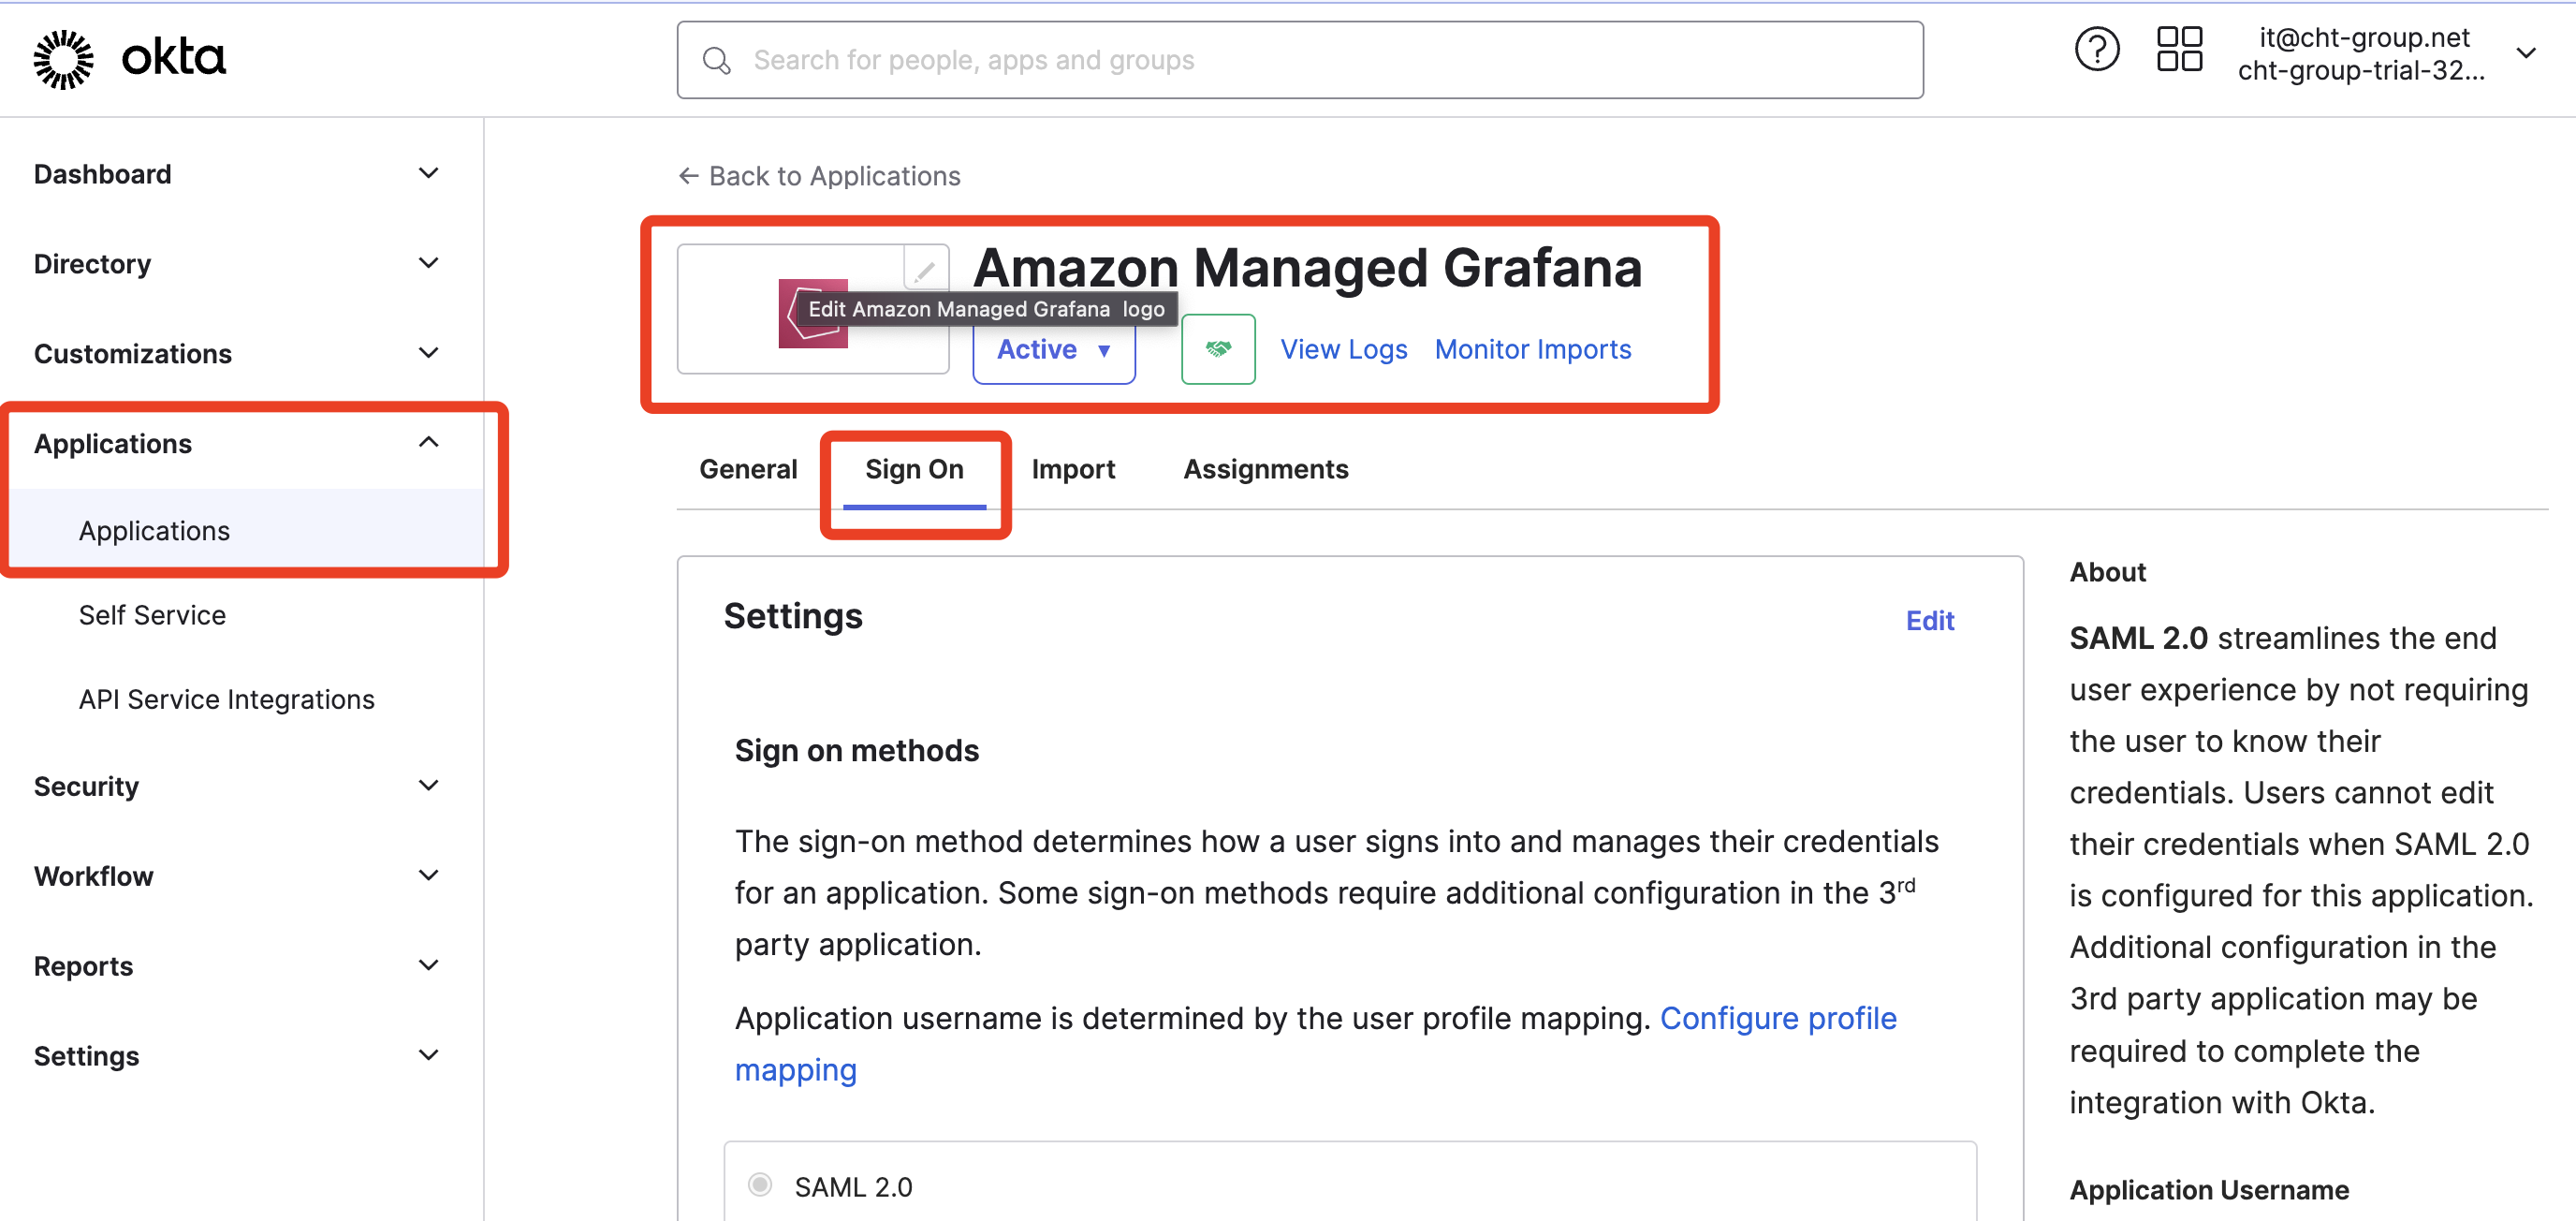 okta
Search for people, apps and groups
it@cht-group.net
cht-group-trial-32...
Dashboard
Directory
Customizations
Applications
Applications
Self Service
API Service Integrations
Security
Workflow
Reports
Settings
← Back to Applications
Amazon Managed Grafana
Edit Amazon Managed Grafana logo
Active ▼
View Logs
Monitor Imports
General
Sign On
Import
Assignments
Settings
Edit
Sign on methods
The sign-on method determines how a user signs into and manages their credentials
for an application. Some sign-on methods require additional configuration in the 3rd
party application.
Application username is determined by the user profile mapping. Configure profile
mapping
SAML 2.0
About
SAML 2.0 streamlines the end
user experience by not requiring
the user to know their
credentials. Users cannot edit
their credentials when SAML 2.0
is configured for this application.
Additional configuration in the
3rd party application may be
required to complete the
integration with Okta.
Application Username